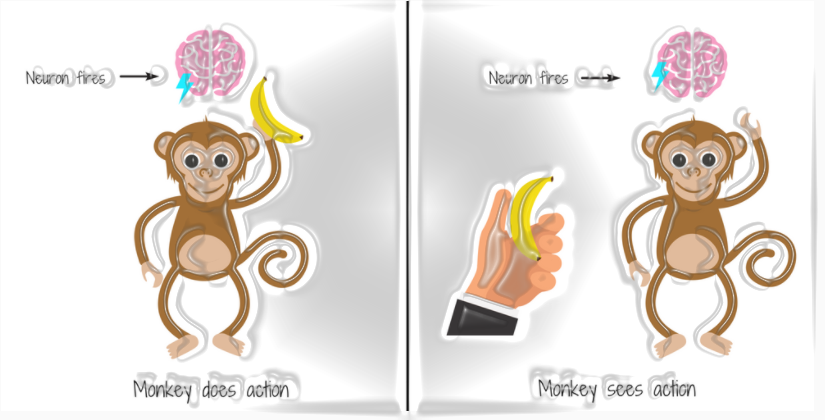 Neuron fires
Monkey does action
Neuron fires
Monkey sees action